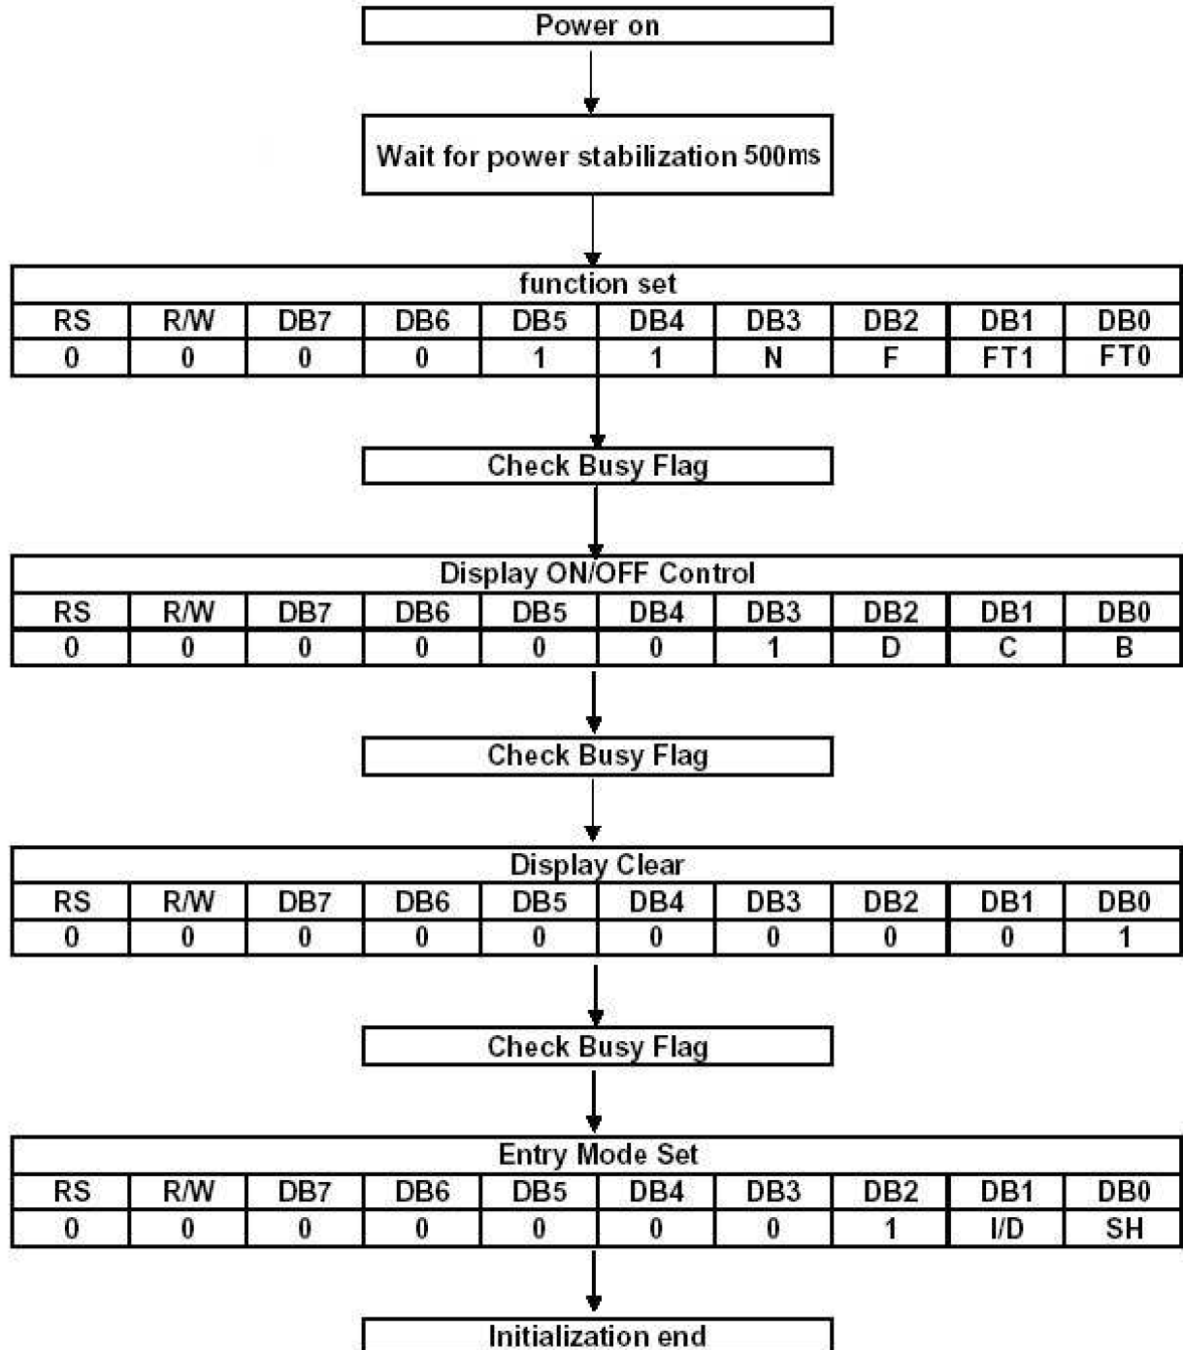 Power on
Wait for power stabilization 500ms
function set
RS R/W DB7 DB6 DB5 DB4 DB3 DB2 DB1 DB0
0 0 0 0 1 1 N F FT1 FT0
Check Busy Flag
Display ON/OFF Control
RS R/W DB7 DB6 DB5 DB4 DB3 DB2 DB1 DB0
0 0 0 0 0 0 1 D C B
Check Busy Flag
Display Clear
RS R/W DB7 DB6 DB5 DB4 DB3 DB2 DB1 DB0
0 0 0 0 0 0 0 0 0 1
Check Busy Flag
Entry Mode Set
RS R/W DB7 DB6 DB5 DB4 DB3 DB2 DB1 DB0
0 0 0 0 0 0 0 1 I/D SH
Initialization end